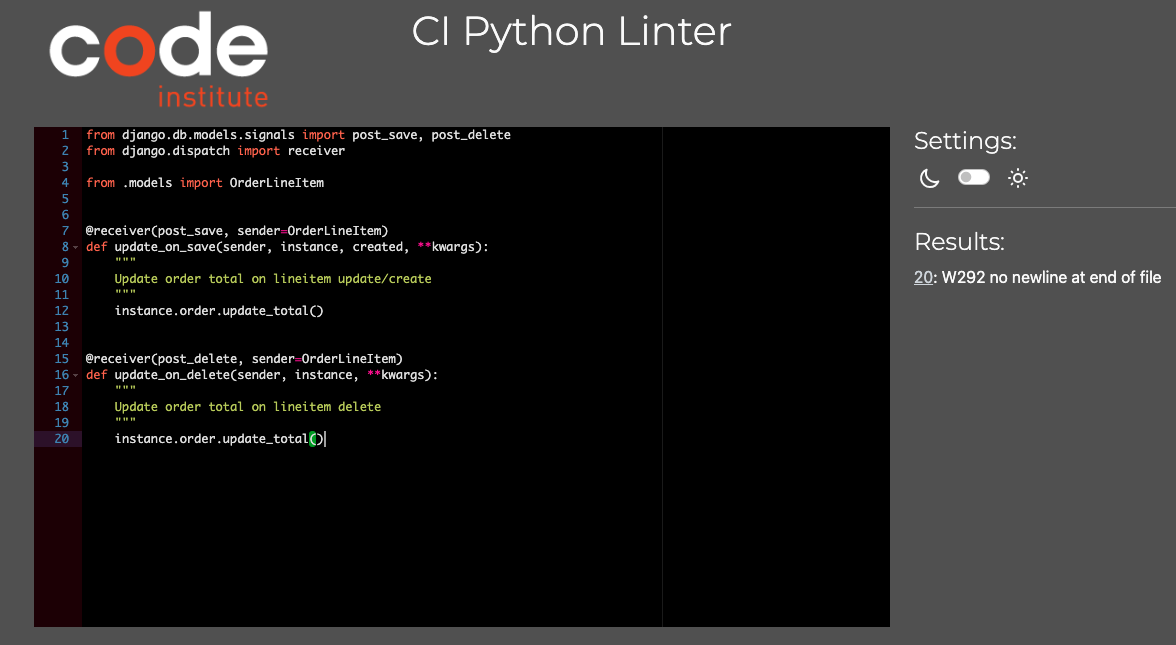 code
institute
CI Python Linter
1 from django.db.models.signals import post_save, post_delete
2 from django.dispatch import receiver
3
4 from .models import OrderLineItem
5
6
7 @receiver(post_save, sender=OrderLineItem)
8 def update_on_save(sender, instance, created, **kwargs):
9     """
10     Update order total on lineitem update/create
11     """
12     instance.order.update_total()
13
14
15 @receiver(post_delete, sender=OrderLineItem)
16 def update_on_delete(sender, instance, **kwargs):
17     """
18     Update order total on lineitem delete
19     """
20     instance.order.update_total()
Settings:
Results:
20: W292 no newline at end of file